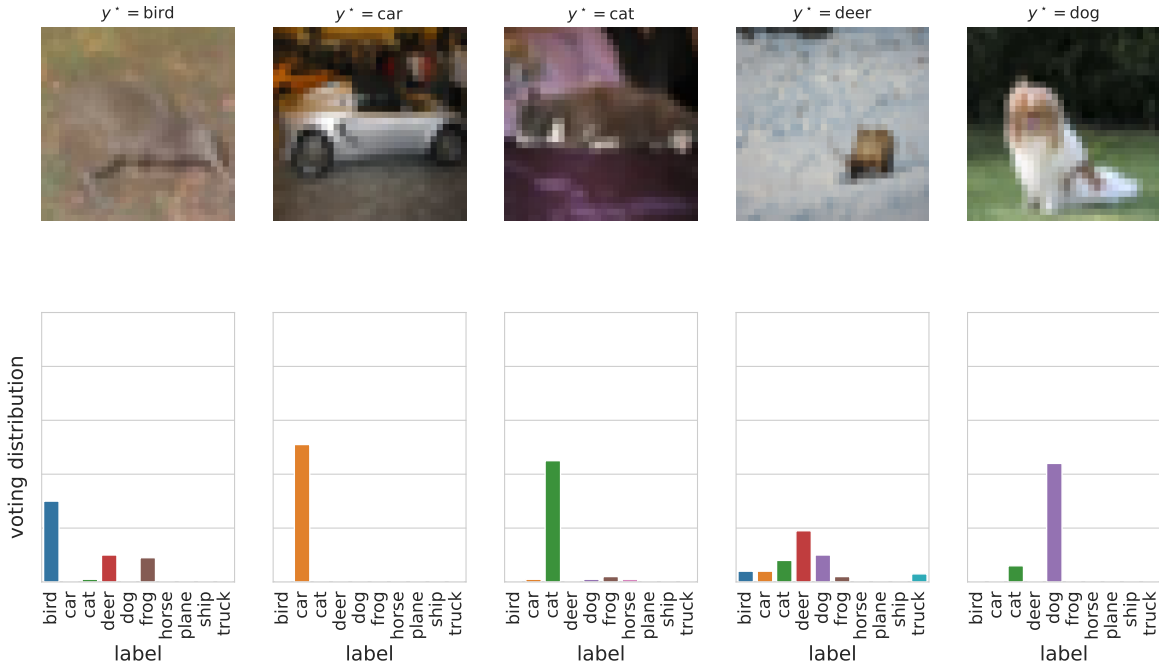 y* = bird
y* = car
y* = cat
y* = deer
y* = dog
voting distribution
bird
car
cat
deer
dog
frog
horse
plane
ship
truck
label
bird
car
cat
deer
dog
frog
horse
plane
ship
truck
label
bird
car
cat
deer
dog
frog
horse
plane
ship
truck
label
bird
car
cat
deer
dog
frog
horse
plane
ship
truck
label
bird
car
cat
deer
dog
frog
horse
plane
ship
truck
label